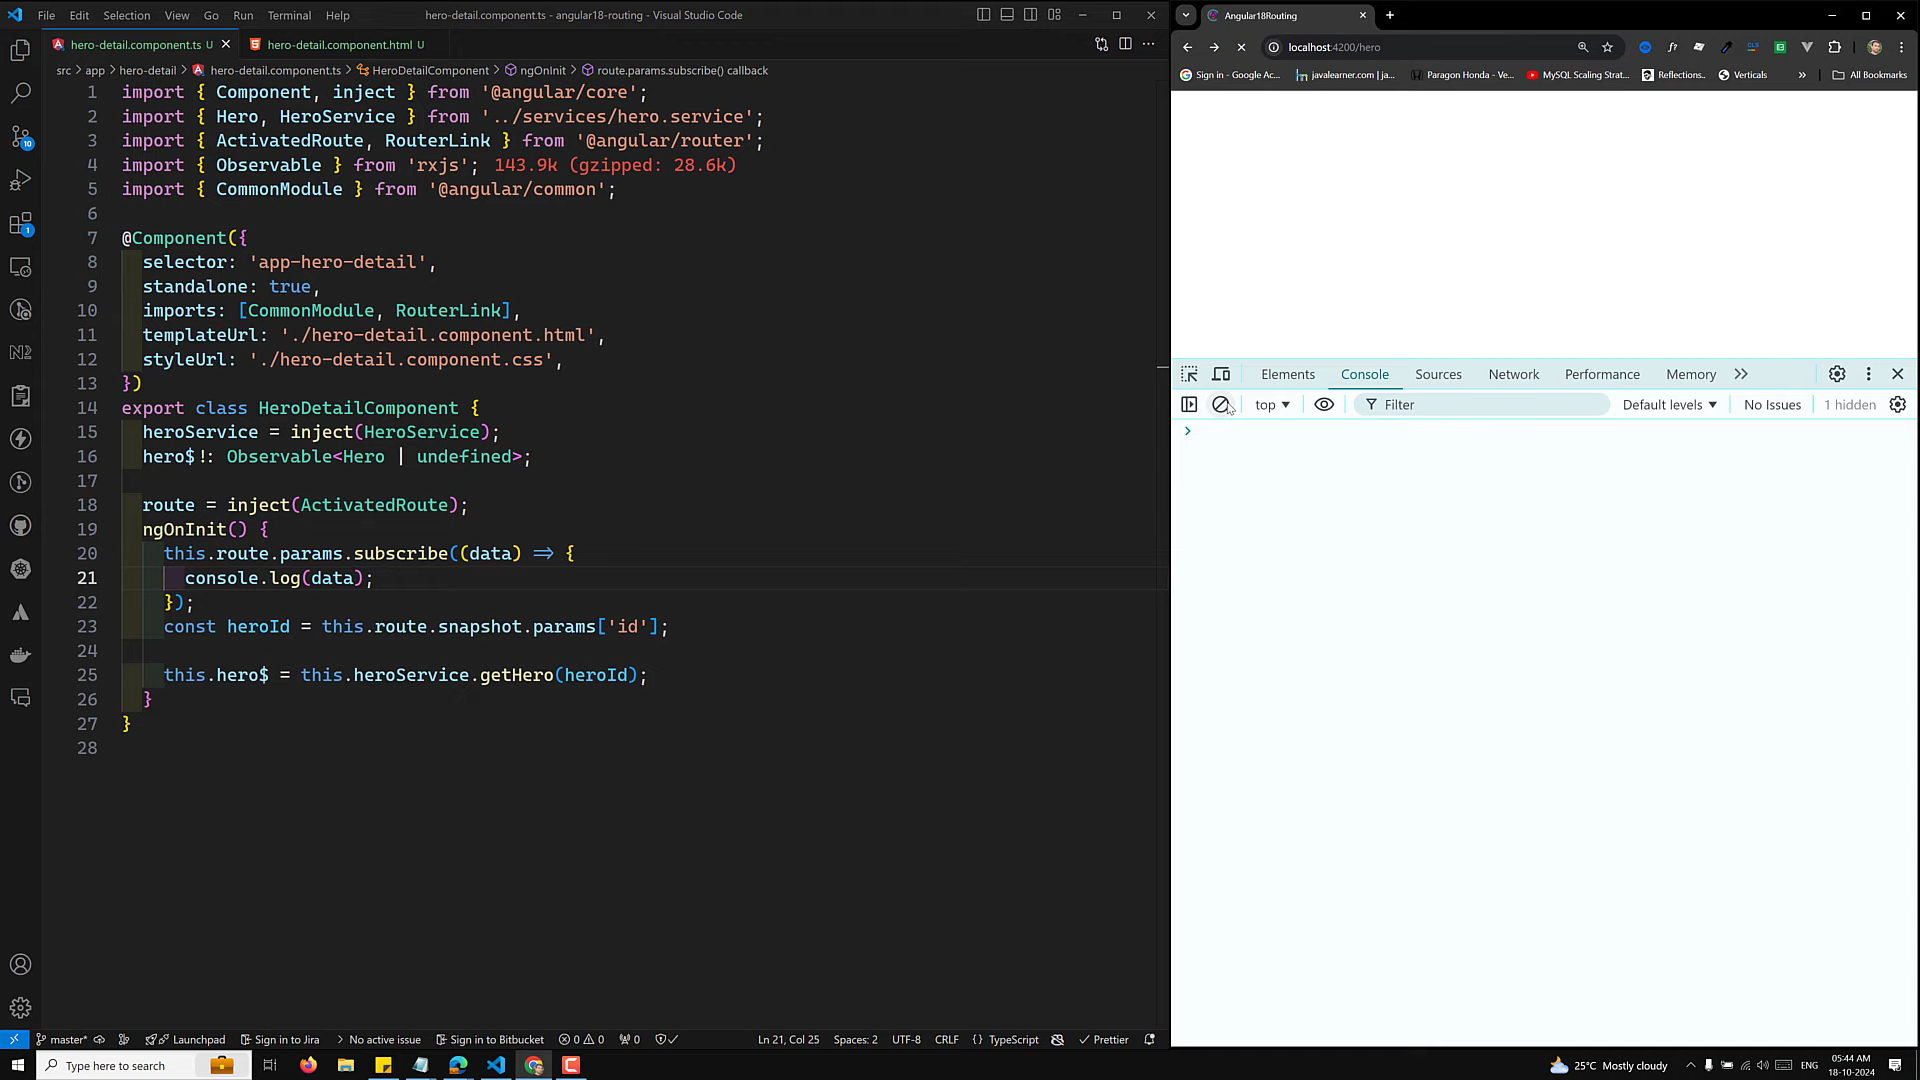 File Edit Selection View Go Run Terminal Help
hero-detail.component.ts - angular18-routing - Visual Studio Code
hero-detail.component.ts U
hero-detail.component.html U
src > app > hero-detail > hero-detail.component.ts > HeroDetailComponent > ngOnInit > route.params.subscribe() callback
1 import { Component, inject } from '@angular/core';
2 import { Hero, HeroService } from '../services/hero.service';
3 import { ActivatedRoute, RouterLink } from '@angular/router';
4 import { Observable } from 'rxjs'; 143.9k (gzipped: 28.6k)
5 import { CommonModule } from '@angular/common';
6
7 @Component({
8 selector: 'app-hero-detail',
9 standalone: true,
10 imports: [CommonModule, RouterLink],
11 templateUrl: './hero-detail.component.html',
12 styleUrl: './hero-detail.component.css',
13 })
14 export class HeroDetailComponent {
15 heroService = inject(HeroService);
16 hero$!: Observable<Hero | undefined>;
17
18 route = inject(ActivatedRoute);
19 ngOnInit() {
20 this.route.params.subscribe((data) => {
21 console.log(data);
22 });
23 const heroId = this.route.snapshot.params['id'];
24
25 this.hero$ = this.heroService.getHero(heroId);
26 }
27 }
28
10
1
master* Launchpad Sign in to Jira No active issue Sign in to Bitbucket 0 0 0 Ln 21, Col 25 Spaces: 2 UTF-8 CRLF {} TypeScript Prettier
Angular18Routing
localhost:4200/hero
Sign in - Google Ac... javalearner.com | ja... Paragon Honda - Ve... MySQL Scaling Strat... Reflections.. Verticals » All Bookmarks
Elements Console Sources Network Performance Memory
top Filter Default levels No Issues 1 hidden
Type here to search
25°C Mostly cloudy
ENG
05:44 AM
18-10-2024